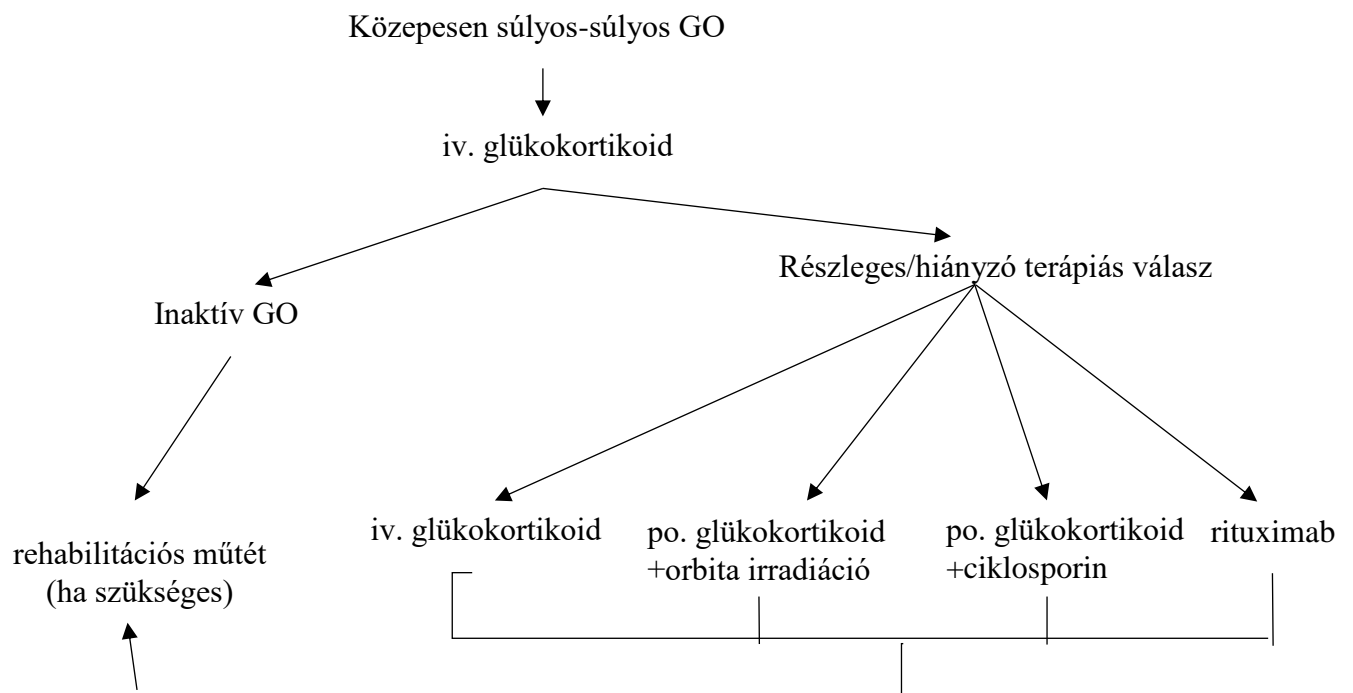 Közepesen súlyos-súlyos GO
iv. glükokortikoid
Részleges/hiányzó terápiás válasz
Inaktív GO
iv. glükokortikoid
po. glükokortikoid
+orbita irradiáció
po. glükokortikoid
+ciklosporin
rituximab
rehabilitációs műtét
(ha szükséges)